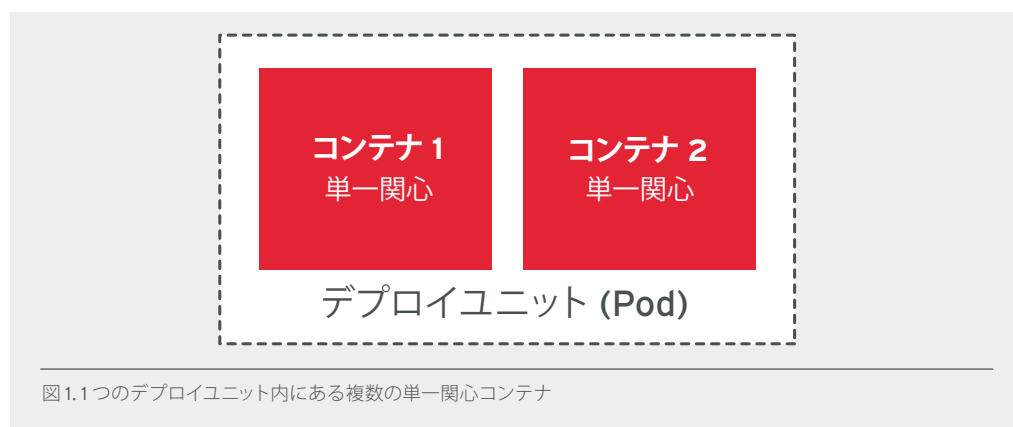 コンテナ 1
単一関心
コンテナ 2
単一関心
デプロイユニット (Pod)
図1. 1つのデプロイユニット内にある複数の単一関心コンテナ